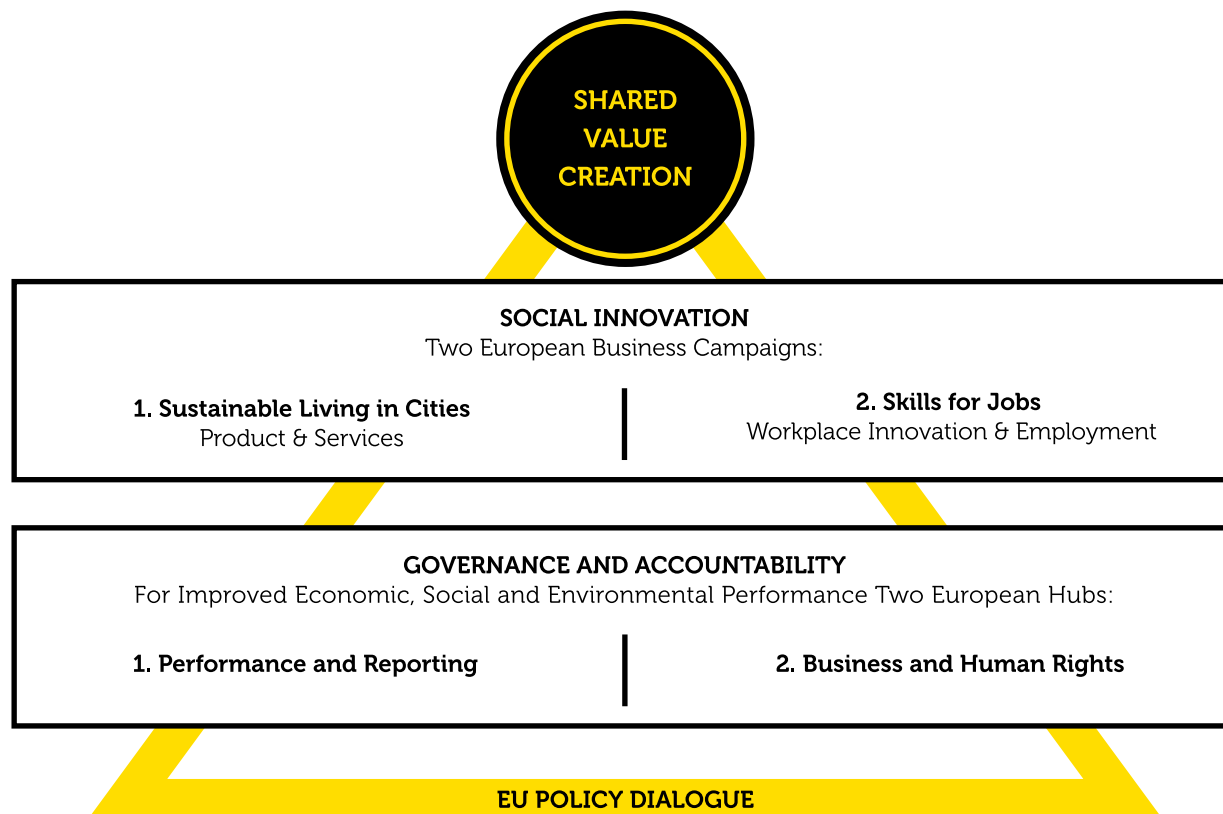 SHARED
VALUE
CREATION
SOCIAL INNOVATION
Two European Business Campaigns:
1. Sustainable Living in Cities
Product & Services
2. Skills for Jobs
Workplace Innovation & Employment
GOVERNANCE AND ACCOUNTABILITY
For Improved Economic, Social and Environmental Performance Two European Hubs:
1. Performance and Reporting
2. Business and Human Rights
EU POLICY DIALOGUE